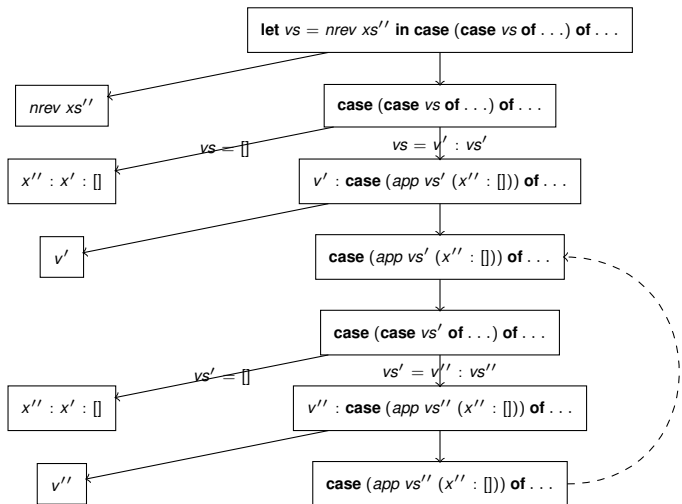 let vs = nrev xs′′ in case (case vs of . . .) of . . .
nrev xs′′
case (case vs of . . .) of . . .
vs = []
vs = v′ : vs′
x′′ : x′ : []
v′ : case (app vs′ (x′′ : [])) of . . .
v′
case (app vs′ (x′′ : [])) of . . .
case (case vs′ of . . .) of . . .
vs′ = []
vs′ = v′′ : vs′′
x′′ : x′ : []
v′′ : case (app vs′′ (x′′ : [])) of . . .
v′′
case (app vs′′ (x′′ : [])) of . . .